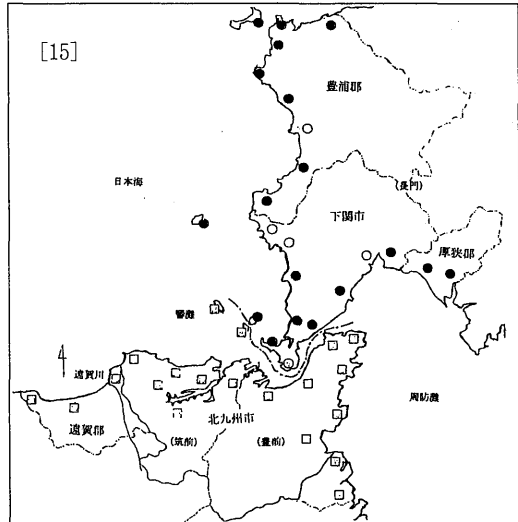 [15]
豊浦郡
日本海
(長門)
下関市
厚狭郡
響灘
遠賀川
周防灘
北九州市
遠賀郡
(筑前)
(豊前)